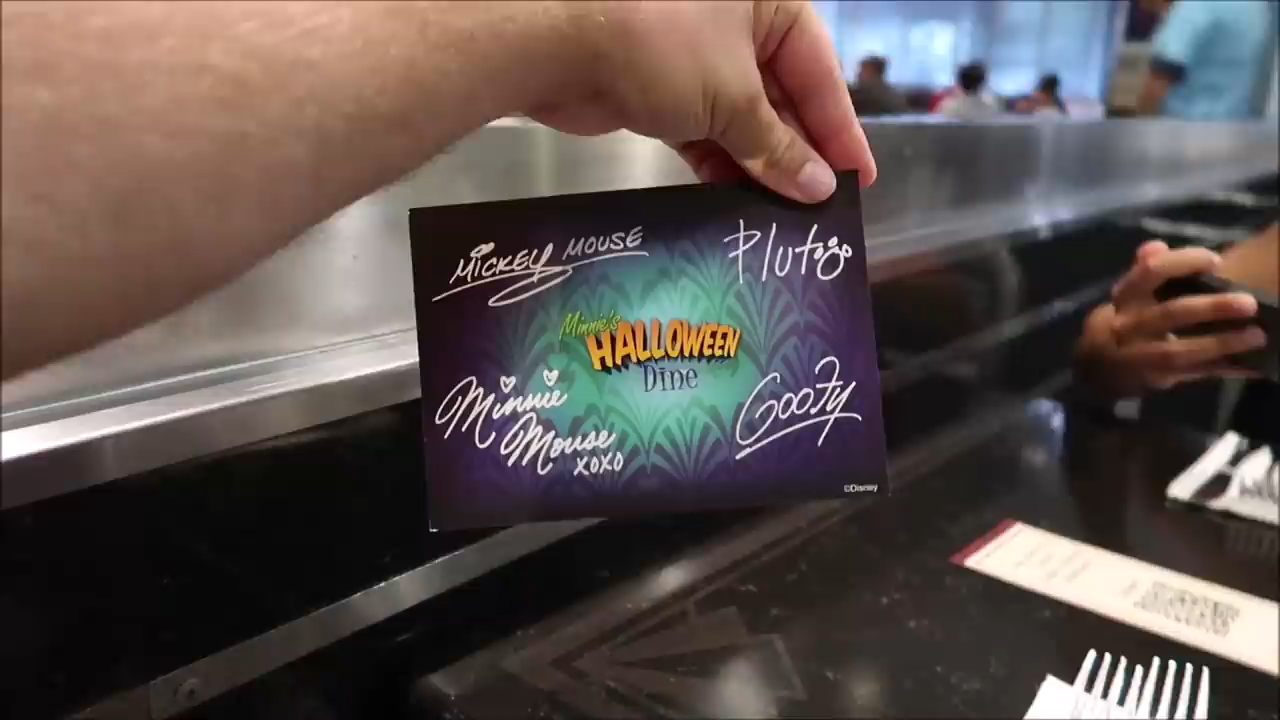 MICKEY MOUSE
Pluto
Minnie's
HALLOWEEN
Dine
Minnie
Mouse
XOXO
GOOFy
©Disney